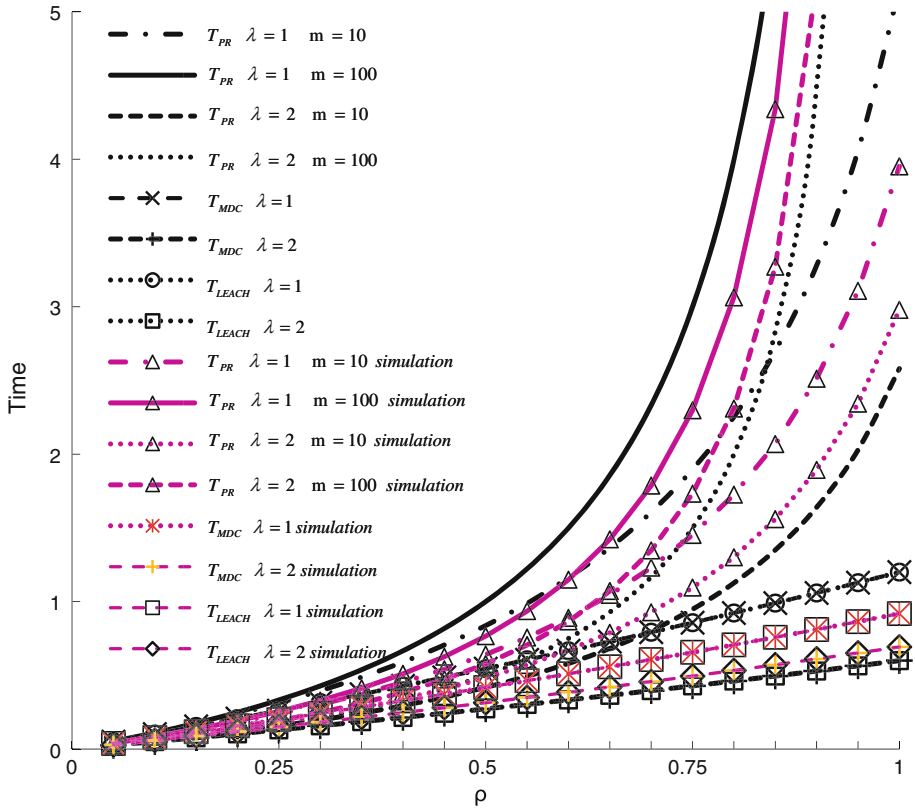 5
4
3
2
1
0
Time
T_PR λ = 1 m = 10
T_PR λ = 1 m = 100
T_PR λ = 2 m = 10
T_PR λ = 2 m = 100
T_MDC λ = 1
T_MDC λ = 2
T_LEACH λ = 1
T_LEACH λ = 2
T_PR λ = 1 m = 10 simulation
T_PR λ = 1 m = 100 simulation
T_PR λ = 2 m = 10 simulation
T_PR λ = 2 m = 100 simulation
T_MDC λ = 1 simulation
T_MDC λ = 2 simulation
T_LEACH λ = 1 simulation
T_LEACH λ = 2 simulation
0 0.25 0.5 0.75 1
ρ